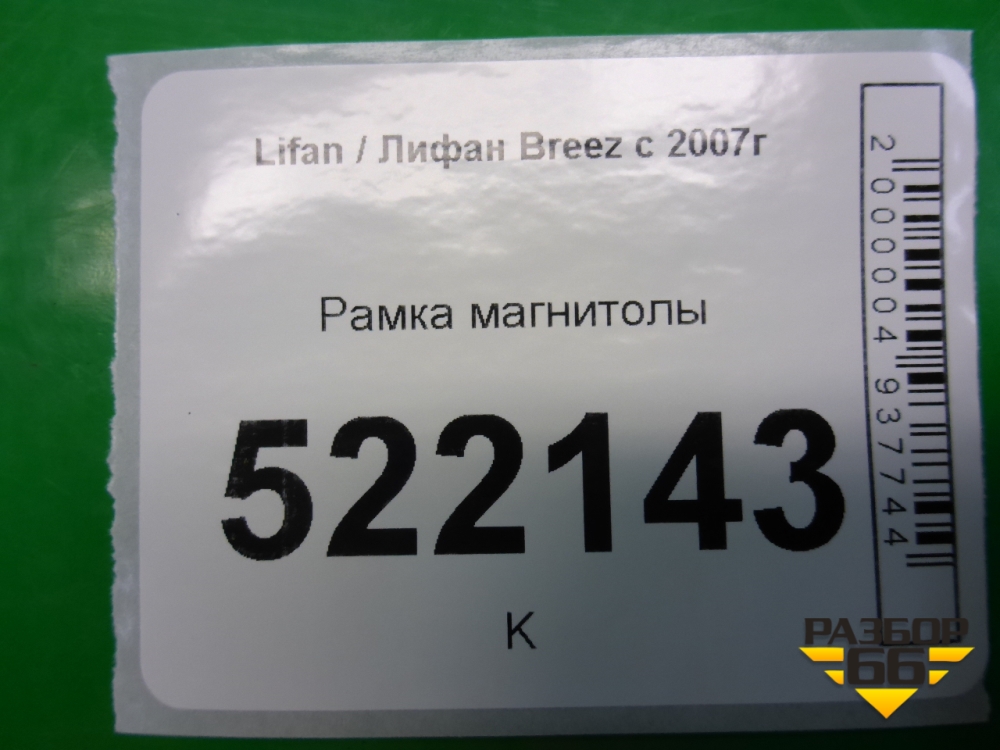 Lifan / Лифан Breez с 2007г
Рамка магнитолы
522143
К
2000004937744
РАЗБОР
66